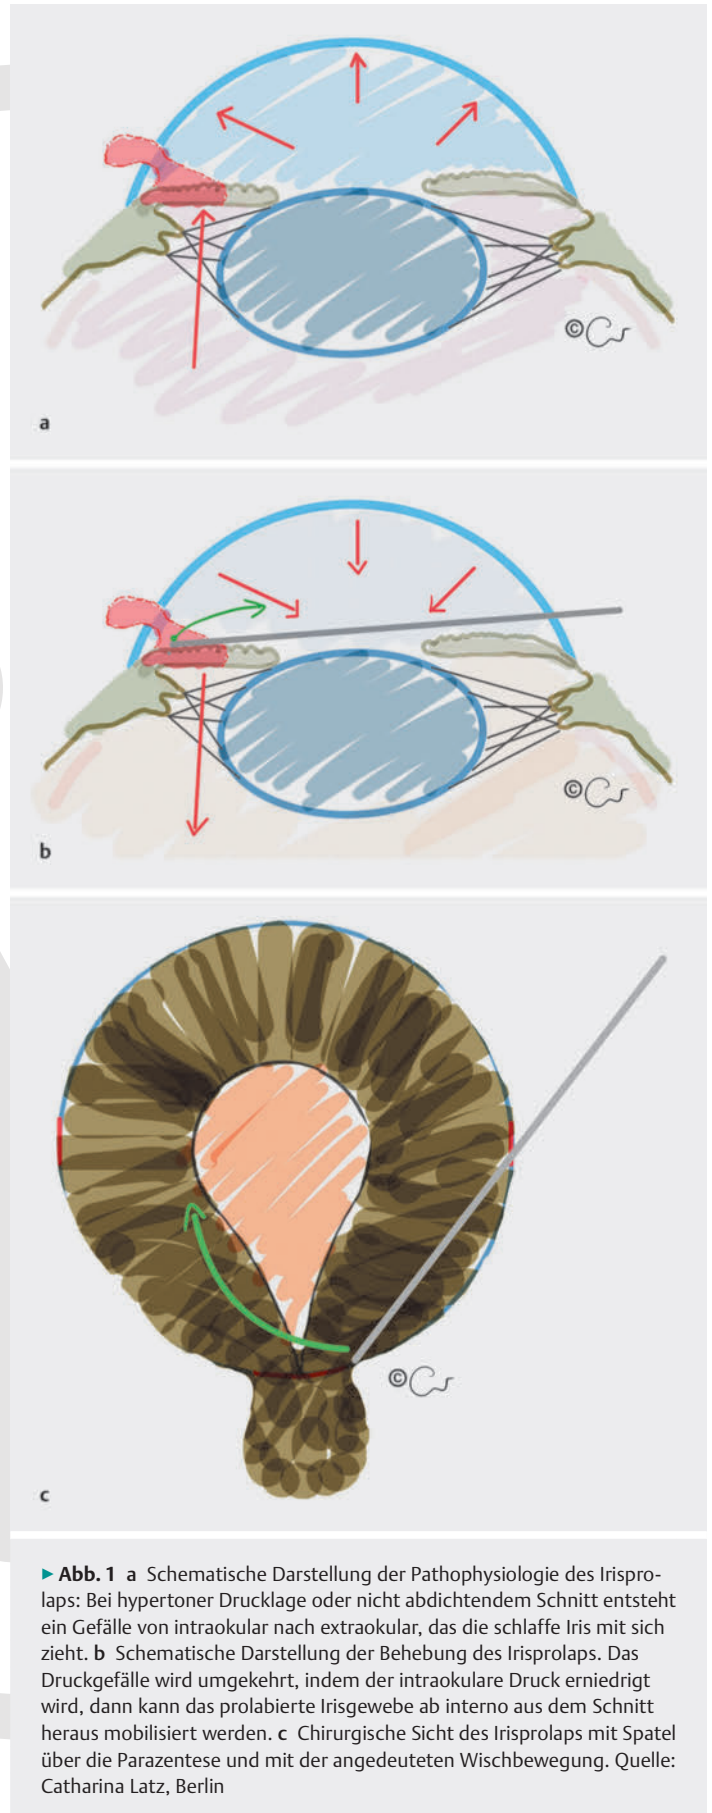 ©
a
©
b
©
c
▶ Abb. 1 a Schematische Darstellung der Pathophysiologie des Irispro-
laps: Bei hypertoner Drucklage oder nicht abdichtendem Schnitt entsteht
ein Gefälle von intraokular nach extraokular, das die schlaffe Iris mit sich
zieht. b Schematische Darstellung der Behebung des Irisprolaps. Das
Druckgefälle wird umgekehrt, indem der intraokulare Druck erniedrigt
wird, dann kann das prolabierte Irisgewebe ab interno aus dem Schnitt
heraus mobilisiert werden. c Chirurgische Sicht des Irisprolaps mit Spatel
über die Parazentese und mit der angedeuteten Wischbewegung. Quelle:
Catharina Latz, Berlin